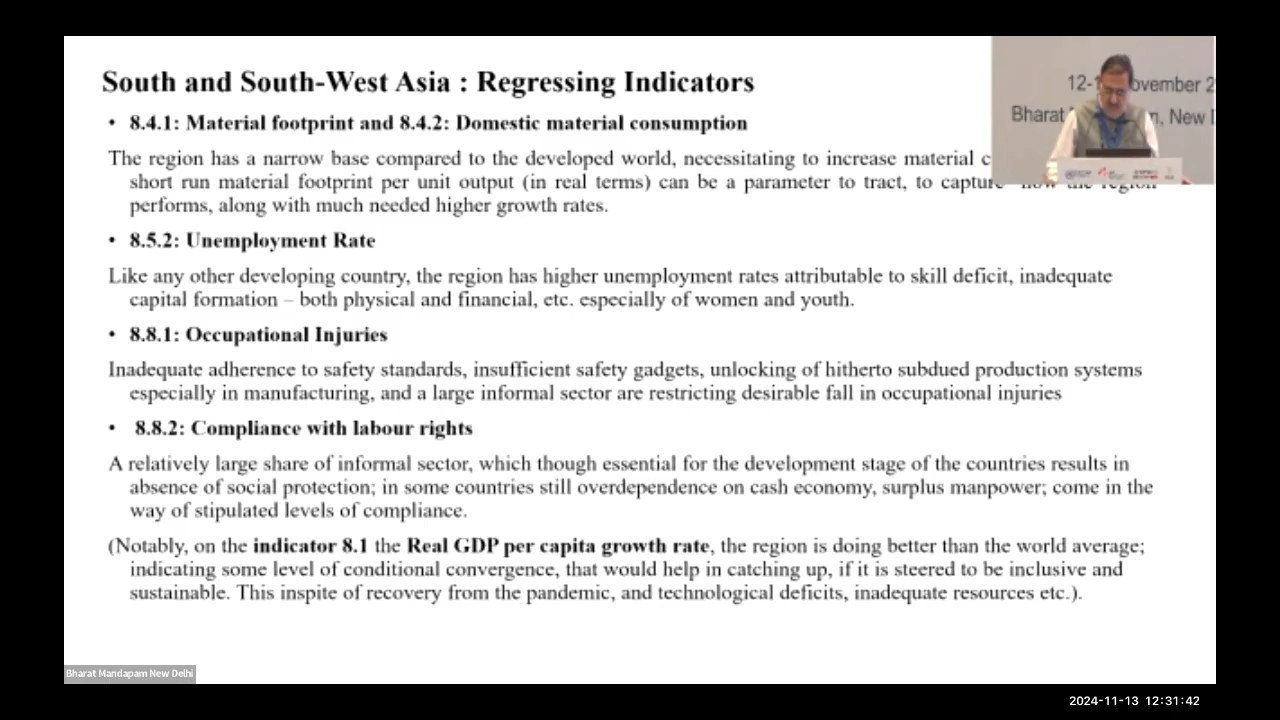 South and South-West Asia : Regressing Indicators
12-1 ovember 2
Bharat M n, New D
• 8.4.1: Material footprint and 8.4.2: Domestic material consumption
The region has a narrow base compared to the developed world, necessitating to increase material c
short run material footprint per unit output (in real terms) can be a parameter to tract, to capture how the region
performs, along with much needed higher growth rates.
• 8.5.2: Unemployment Rate
Like any other developing country, the region has higher unemployment rates attributable to skill deficit, inadequate
capital formation – both physical and financial, etc. especially of women and youth.
• 8.8.1: Occupational Injuries
Inadequate adherence to safety standards, insufficient safety gadgets, unlocking of hitherto subdued production systems
especially in manufacturing, and a large informal sector are restricting desirable fall in occupational injuries
• 8.8.2: Compliance with labour rights
A relatively large share of informal sector, which though essential for the development stage of the countries results in
absence of social protection; in some countries still overdependence on cash economy, surplus manpower; come in the
way of stipulated levels of compliance.
(Notably, on the indicator 8.1 the Real GDP per capita growth rate, the region is doing better than the world average;
indicating some level of conditional convergence, that would help in catching up, if it is steered to be inclusive and
sustainable. This inspite of recovery from the pandemic, and technological deficits, inadequate resources etc.).
Bharat Mandapam New Delhi
2024-11-13 12:31:42